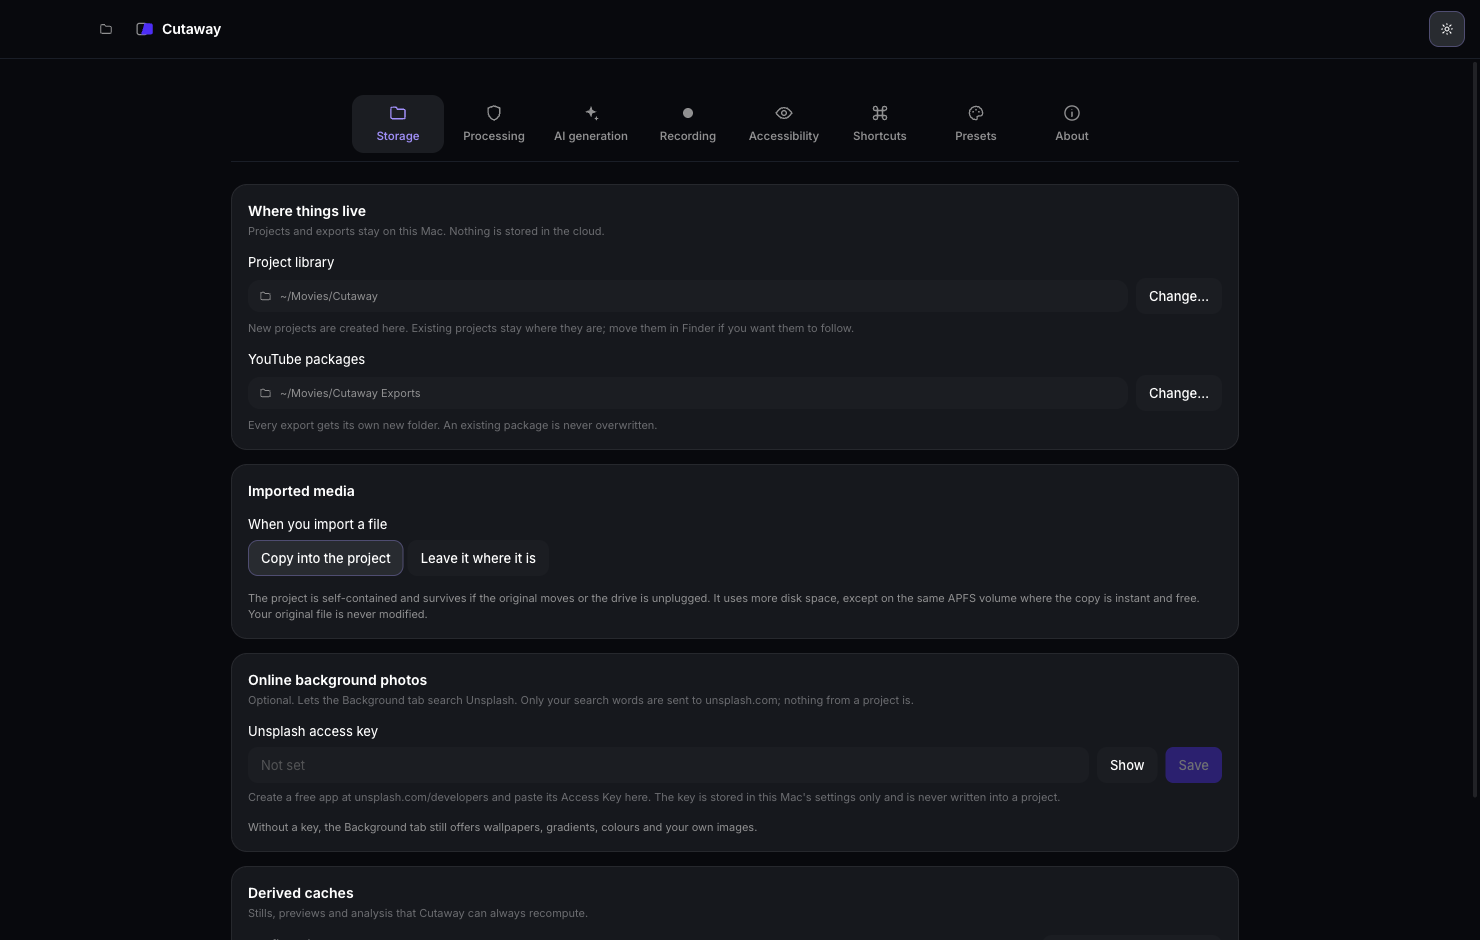 Cutaway
Storage
Processing
AI generation
Recording
Accessibility
Shortcuts
Presets
About
Where things live
Projects and exports stay on this Mac. Nothing is stored in the cloud.
Project library
~/Movies/Cutaway
Change...
New projects are created here. Existing projects stay where they are; move them in Finder if you want them to follow.
YouTube packages
~/Movies/Cutaway Exports
Change...
Every export gets its own new folder. An existing package is never overwritten.
Imported media
When you import a file
Copy into the project
Leave it where it is
The project is self-contained and survives if the original moves or the drive is unplugged. It uses more disk space, except on the same APFS volume where the copy is instant and free.
Your original file is never modified.
Online background photos
Optional. Lets the Background tab search Unsplash. Only your search words are sent to unsplash.com; nothing from a project is.
Unsplash access key
Not set
Show
Save
Create a free app at unsplash.com/developers and paste its Access Key here. The key is stored in this Mac's settings only and is never written into a project.
Without a key, the Background tab still offers wallpapers, gradients, colours and your own images.
Derived caches
Stills, previews and analysis that Cutaway can always recompute.